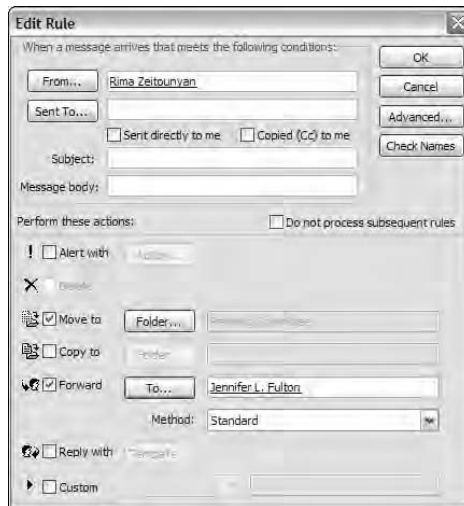 Edit Rule
When a message arrives that meets the following conditions:
OK
From... Rima Zeitounyan
Cancel
Sent To...
Advanced...
Sent directly to me Copied (Cc) to me
Check Names
Subject:
Message body:
Perform these actions: Do not process subsequent rules
Alert with Action...
Delete
Move to Folder...
Copy to Folder...
Forward To... Jennifer L. Fulton
Method: Standard
Reply with Template...
Custom